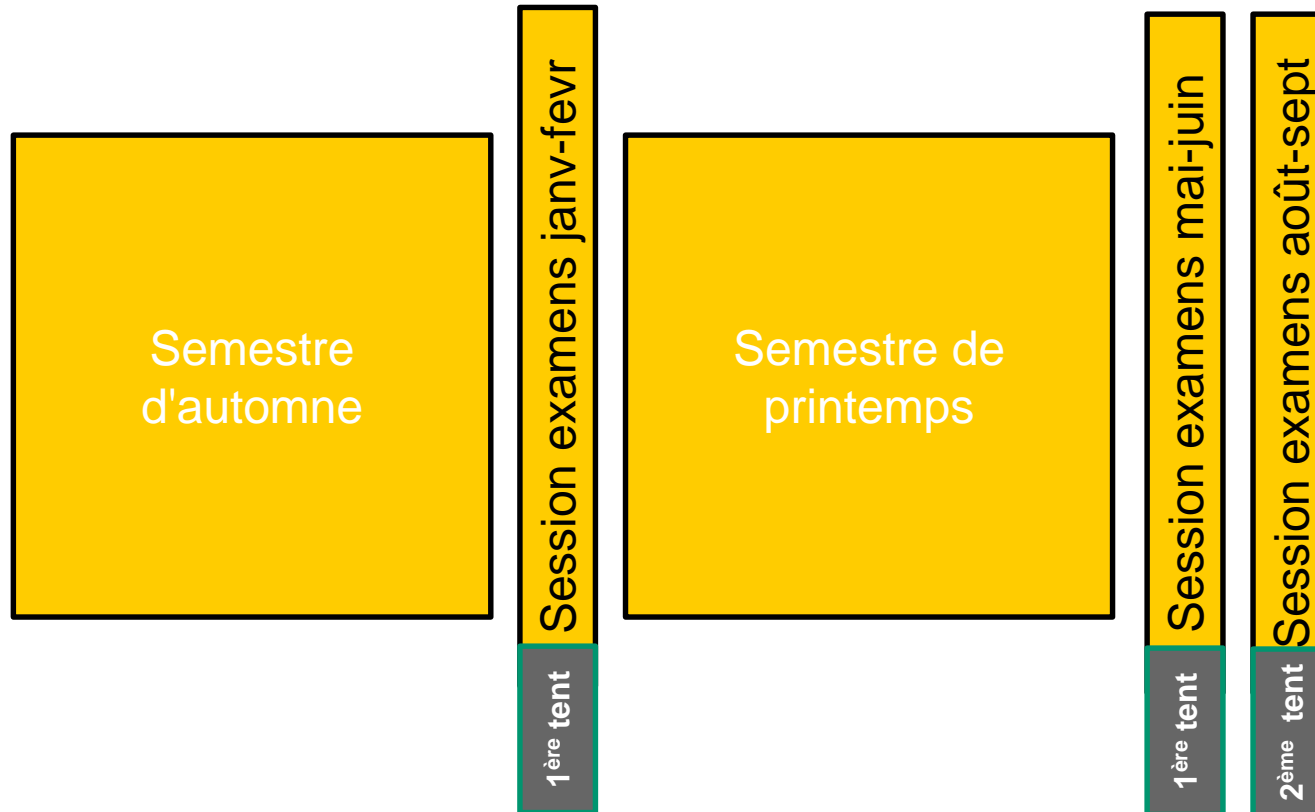 Semestre
d'automne
Session examens janv-fevr
1ère tent
Semestre de
printemps
Session examens mai-juin
1ère tent
Session examens août-sept
2ème tent